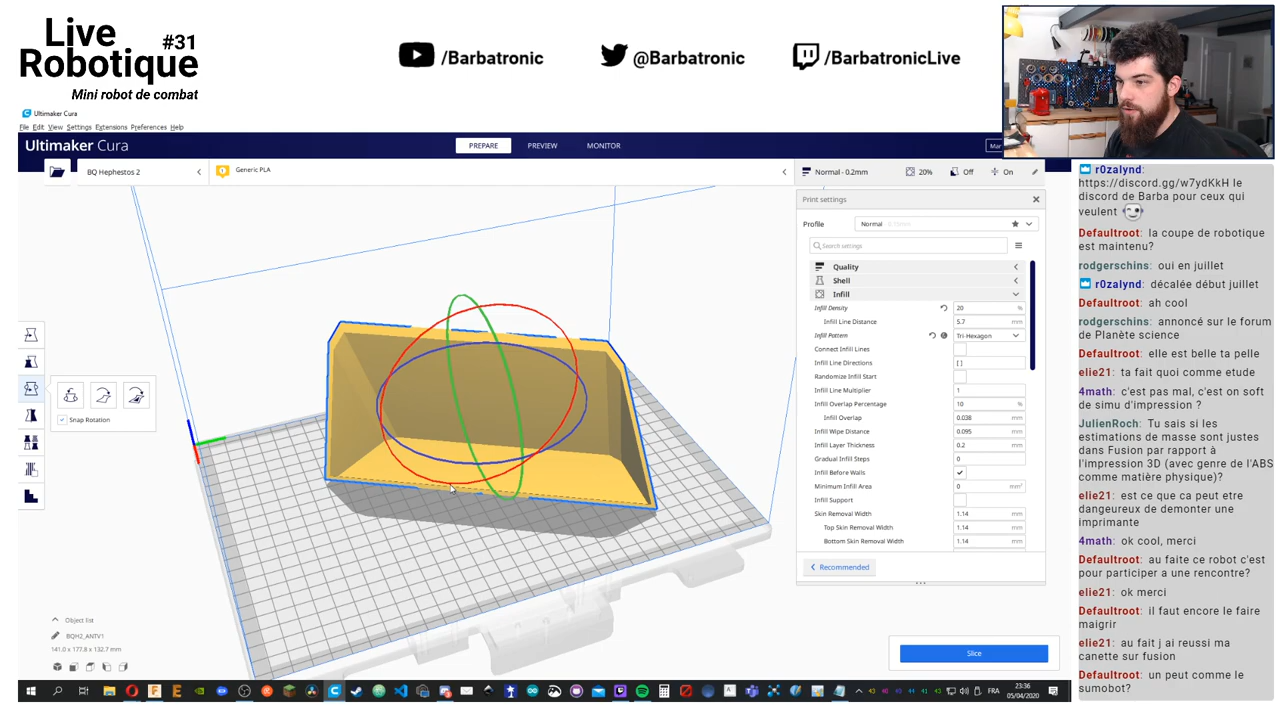 Live
Robotique #31
Mini robot de combat
/Barbatronic
@Barbatronic
/BarbatronicLive
Ultimaker Cura
File Edit View Settings Extensions Preferences Help
Ultimaker Cura
PREPARE
PREVIEW
MONITOR
Mar
BQ Hephestos 2
Generic PLA
Normal - 0.2mm
20%
Off
On
Print settings
Profile
Normal
Search settings
Quality
Shell
Infill
Infill Density 20 %
Infill Line Distance 5.7 mm
Infill Pattern Tri-Hexagon
Connect Infill Lines
Infill Line Directions [ ]
Randomize Infill Start
Infill Line Multiplier 1
Infill Overlap Percentage 10 %
Infill Overlap 0.038 mm
Infill Wipe Distance 0.095 mm
Infill Layer Thickness 0.2 mm
Gradual Infill Steps 0
Infill Before Walls
Minimum Infill Area 0 mm²
Infill Support
Skin Removal Width 1.14 mm
Top Skin Removal Width 1.14 mm
Bottom Skin Removal Width 1.14 mm
Recommended
Snap Rotation
Object list
BQH2_ANTV1
141.0 x 177.8 x 132.7 mm
Slice
FRA
23:36
05/04/2020
r0zalynd:
https://discord.gg/w7ydKkH le
discord de Barba pour ceux qui
veulent
Defaultroot: la coupe de robotique
est maintenu?
rodgerschins: oui en juillet
r0zalynd: décalée début juillet
Defaultroot: ah cool
rodgerschins: annoncé sur le forum
de Planète science
Defaultroot: elle est belle ta pelle
elie21: ta fait quoi comme etude
4math: c'est pas mal, c'est on soft
de simu d'impression ?
JulienRoch: Tu sais si les
estimations de masse sont justes
dans Fusion par rapport à
l'impression 3D (avec genre de l'ABS
comme matière physique)?
elie21: est ce que ca peut etre
dangeureux de demonter une
imprimante
4math: ok cool, merci
Defaultroot: au faite ce robot c'est
pour participer a une rencontre?
elie21: ok merci
Defaultroot: il faut encore le faire
maigrir
elie21: au fait j ai reussi ma
canette sur fusion
Defaultroot: un peut comme le
sumobot?